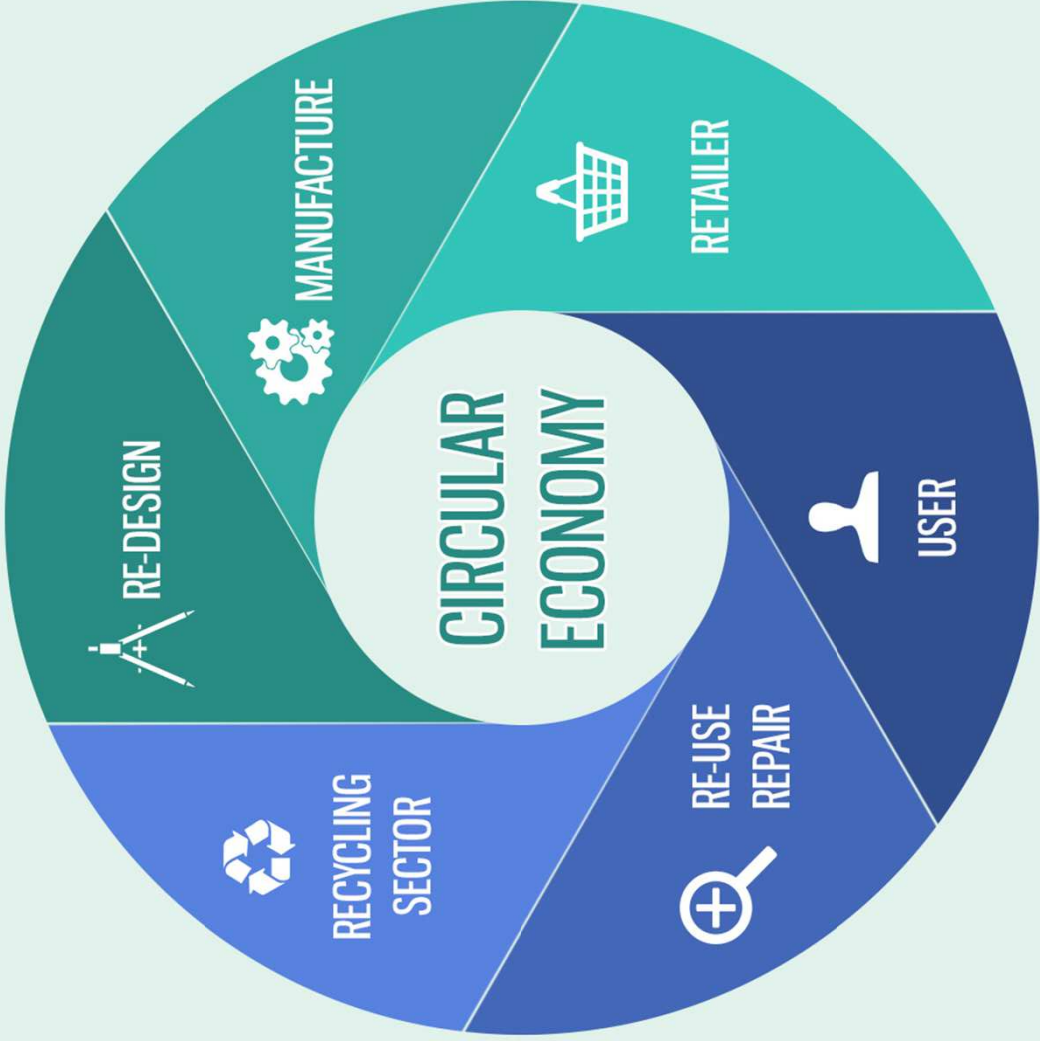 CIRCULAR
ECONOMY
RE-DESIGN
MANUFACTURE
RETAILER
USER
RE-USE
REPAIR
RECYCLING
SECTOR